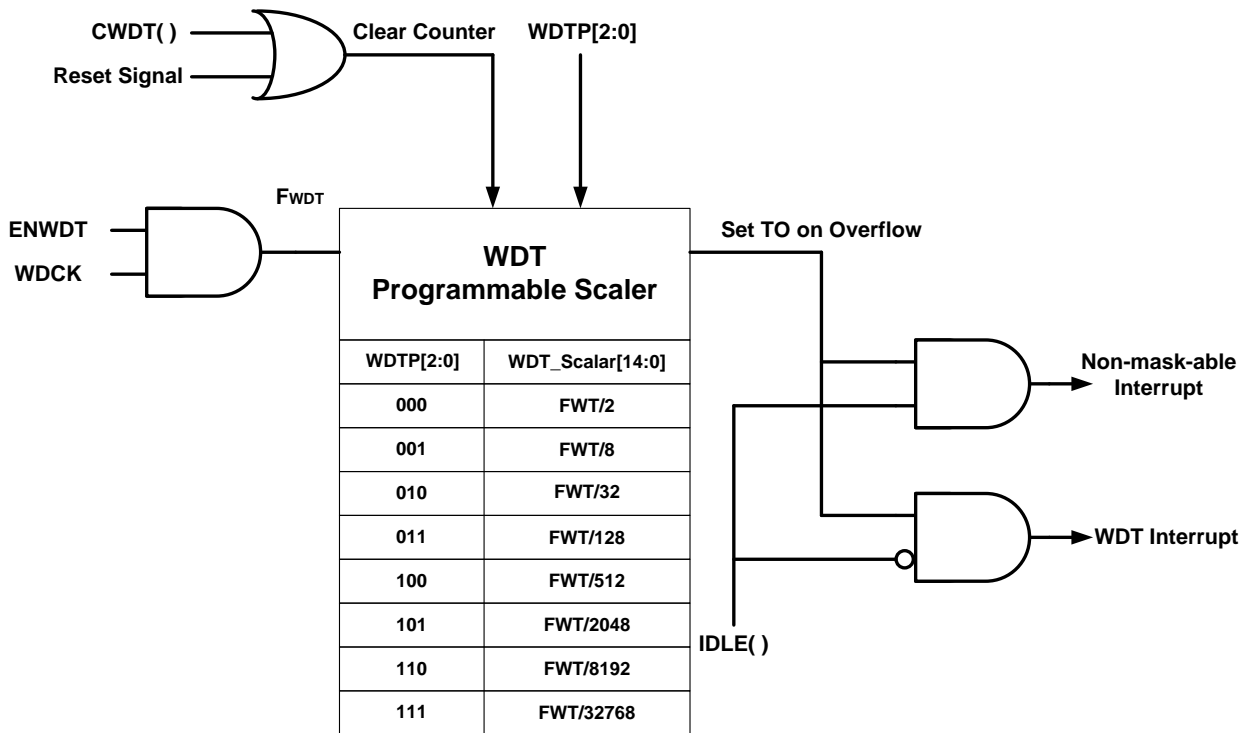 CWDT( )
Reset Signal
Clear Counter
WDTP[2:0]
ENWDT
WDCK
FWDT
WDT
Programmable Scaler
Set TO on Overflow
WDTP[2:0] WDT_Scalar[14:0]
000 FWT/2
001 FWT/8
010 FWT/32
011 FWT/128
100 FWT/512
101 FWT/2048
110 FWT/8192
111 FWT/32768
Non-mask-able
Interrupt
WDT Interrupt
IDLE( )